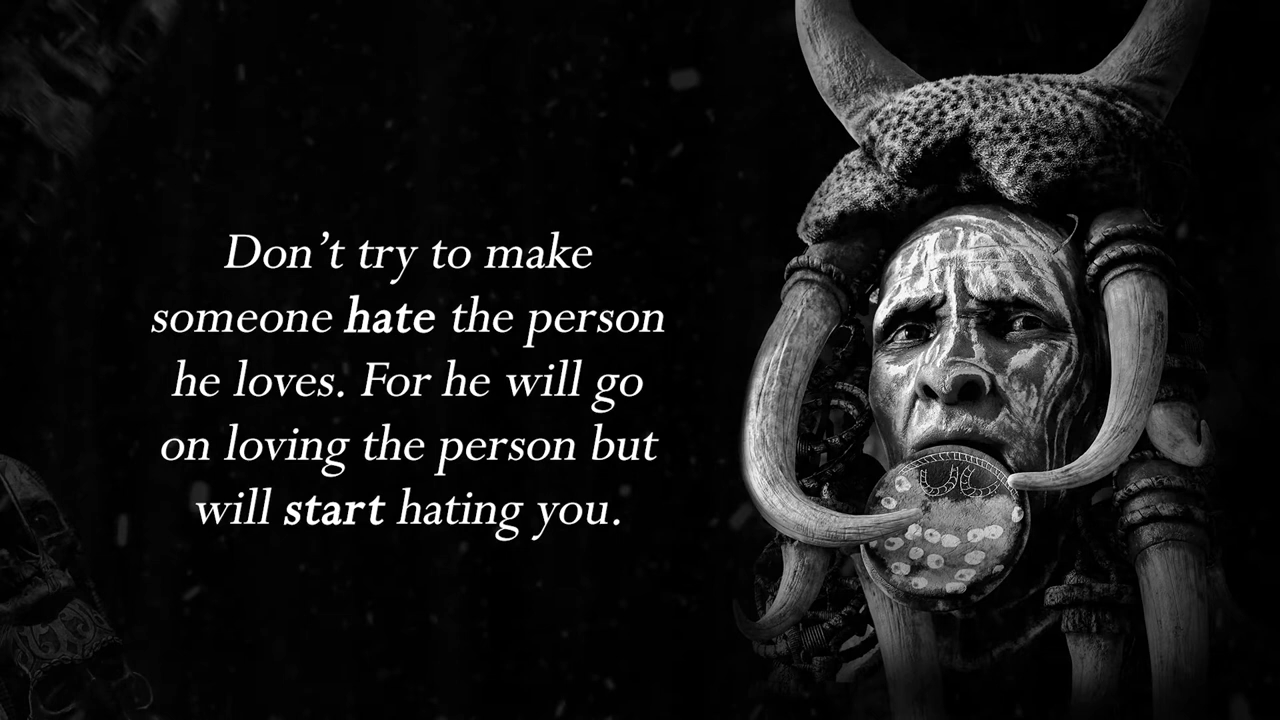 Don’t try to make
someone hate the person
he loves. For he will go
on loving the person but
will start hating you.